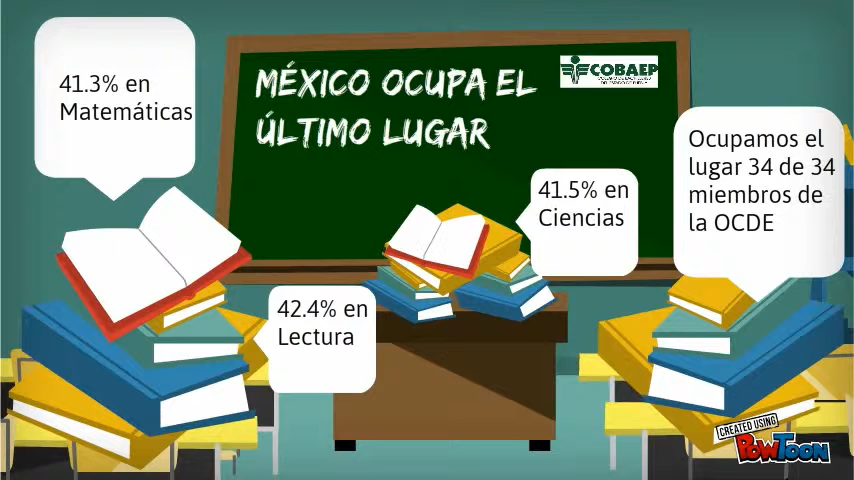 41.3% en
Matemáticas
MÉXICO OCUPA EL
ÚLTIMO LUGAR
COBAEP
Ocupamos el
lugar 34 de 34
miembros de
la OCDE
41.5% en
Ciencias
42.4% en
Lectura
CREATED USING
POWTOON